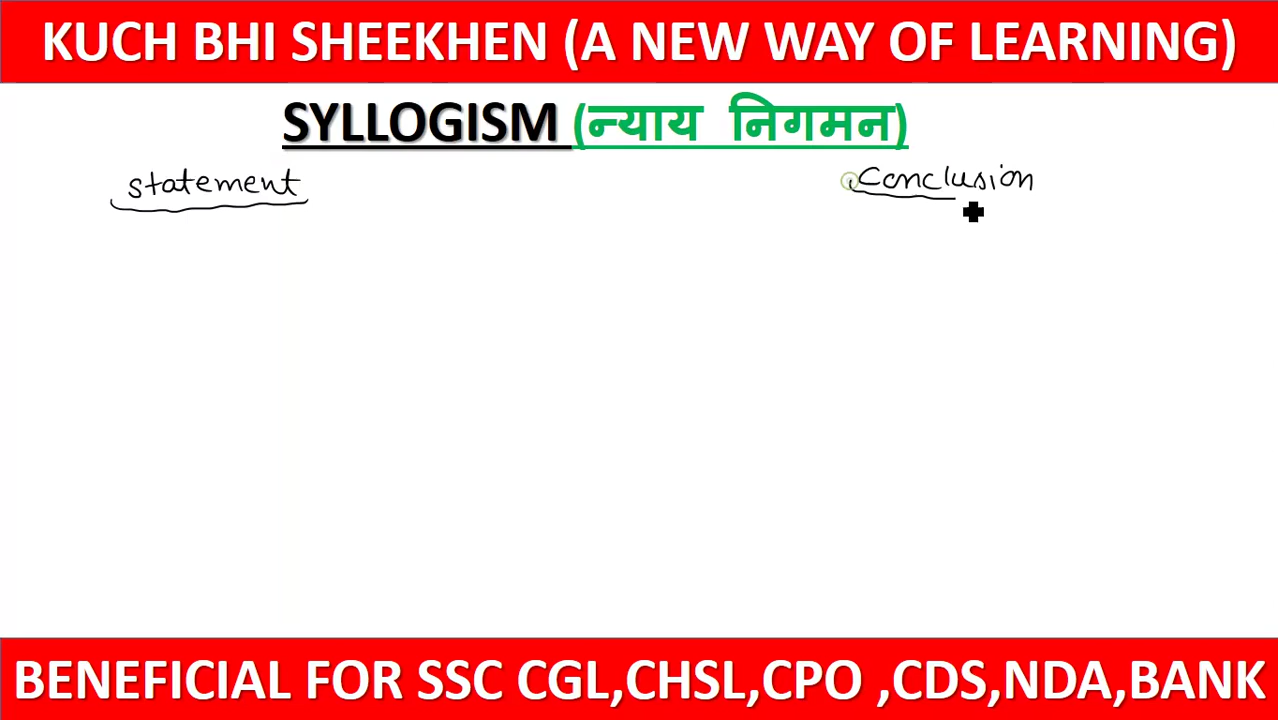 KUCH BHI SHEEKHEN (A NEW WAY OF LEARNING)
SYLLOGISM (न्याय निगमन)
statement Conclusion
BENEFICIAL FOR SSC CGL,CHSL,CPO ,CDS,NDA,BANK